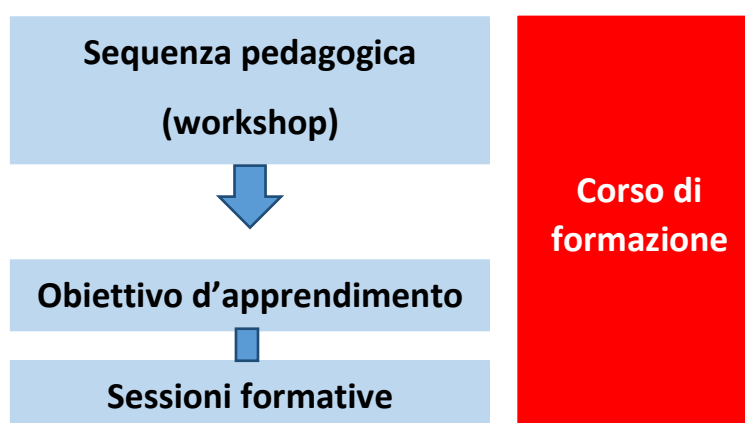 Sequenza pedagogica
(workshop)
Obiettivo d’apprendimento
Sessioni formative
Corso di
formazione